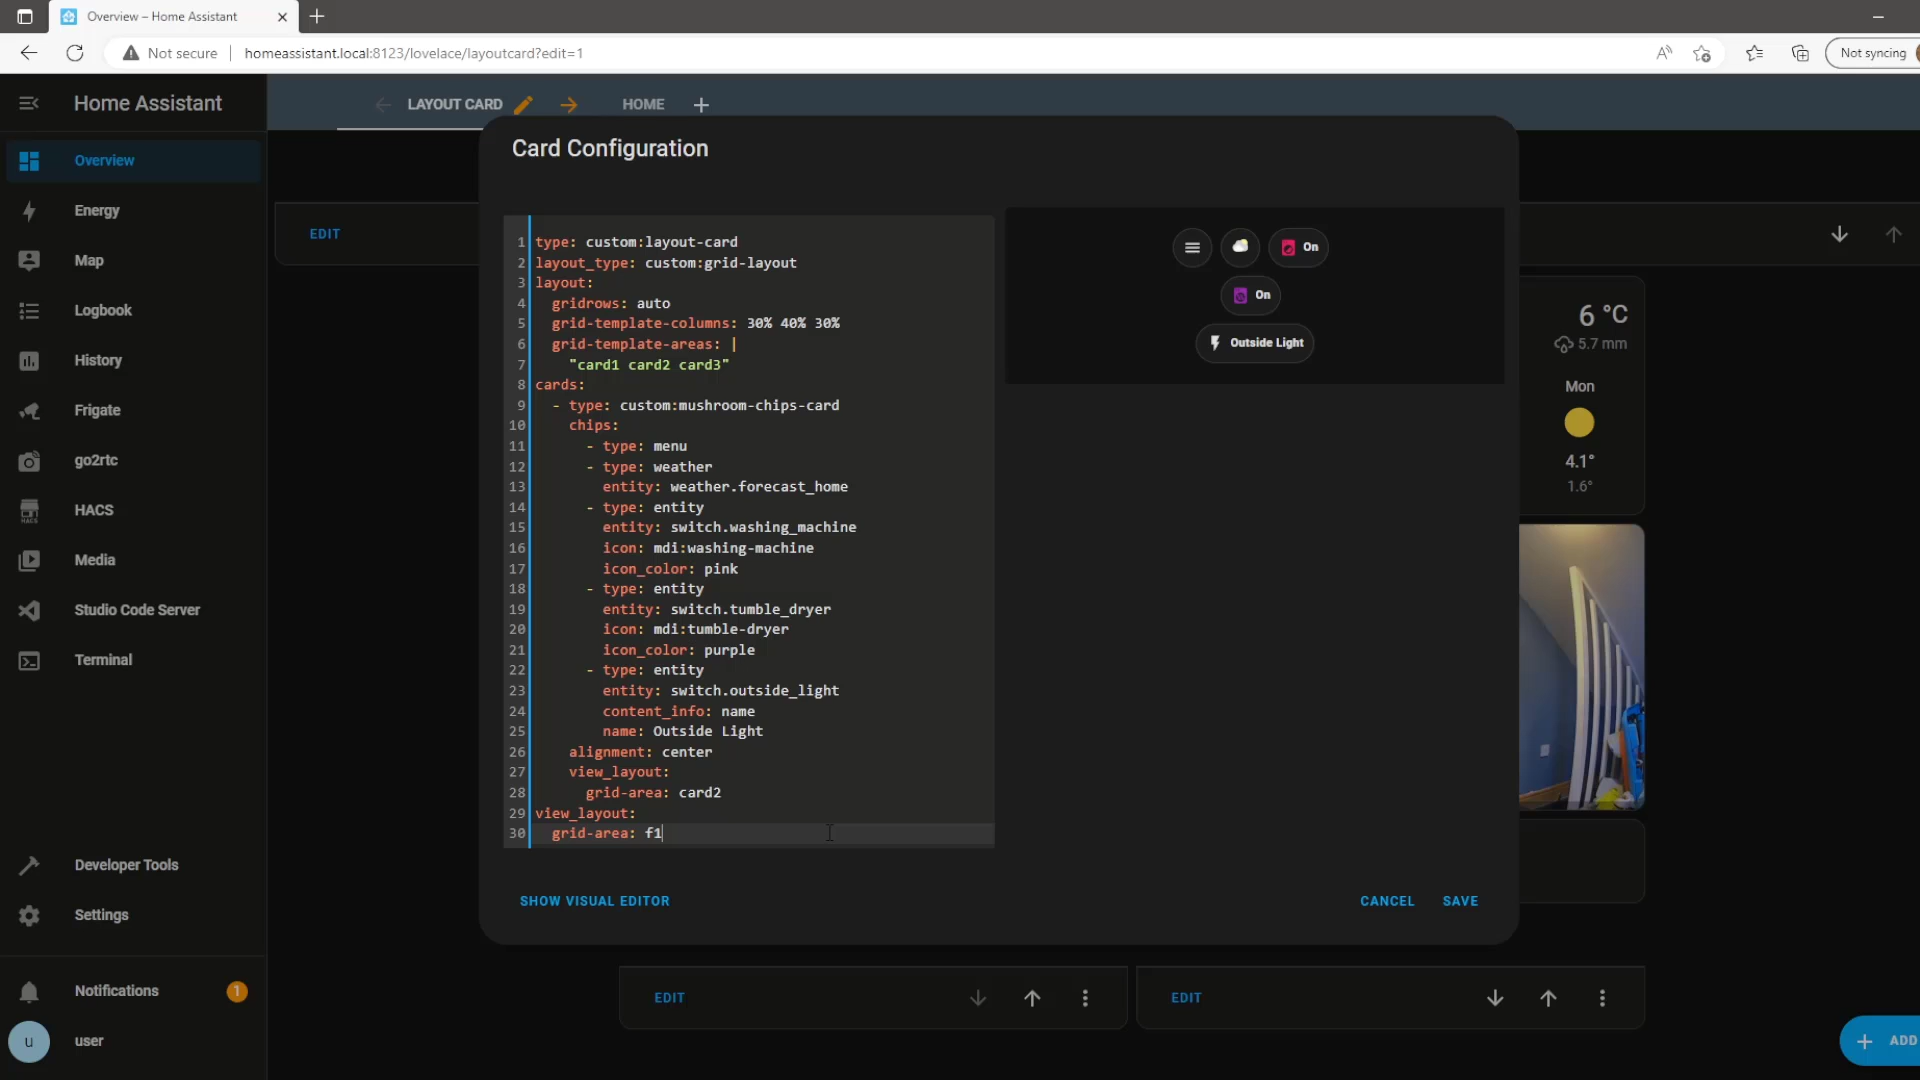 Overview – Home Assistant
Not secure
homeassistant.local:8123/lovelace/layoutcard?edit=1
Not syncing
Home Assistant
LAYOUT CARD
HOME
Overview
Energy
Map
Logbook
History
Frigate
go2rtc
HACS
Media
Studio Code Server
Terminal
Developer Tools
Settings
Notifications
1
u
user
EDIT
Card Configuration
1 type: custom:layout-card
2 layout_type: custom:grid-layout
3 layout:
4   gridrows: auto
5   grid-template-columns: 30% 40% 30%
6   grid-template-areas: |
7     "card1 card2 card3"
8 cards:
9   - type: custom:mushroom-chips-card
10     chips:
11       - type: menu
12       - type: weather
13         entity: weather.forecast_home
14       - type: entity
15         entity: switch.washing_machine
16         icon: mdi:washing-machine
17         icon_color: pink
18       - type: entity
19         entity: switch.tumble_dryer
20         icon: mdi:tumble-dryer
21         icon_color: purple
22       - type: entity
23         entity: switch.outside_light
24         content_info: name
25         name: Outside Light
26     alignment: center
27     view_layout:
28       grid-area: card2
29 view_layout:
30   grid-area: f1
On
On
Outside Light
SHOW VISUAL EDITOR
CANCEL
SAVE
6 °C
5.7 mm
Mon
4.1°
1.6°
EDIT
EDIT
ADD